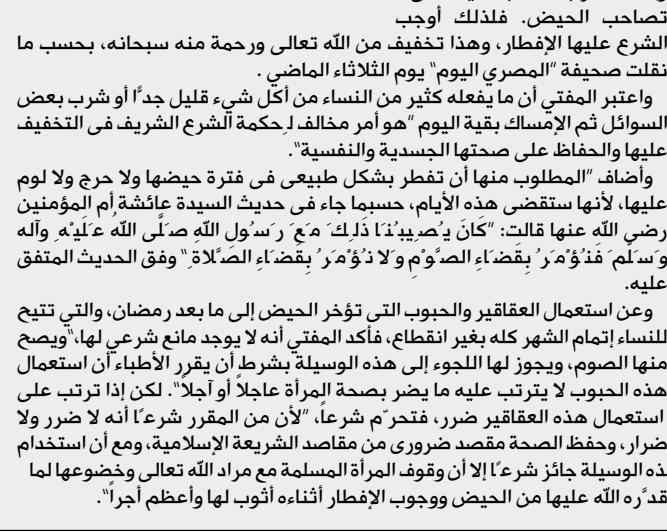 تصاحب الحيض. فلذلك أوجب
الشرع عليها الإفطار، وهذا تخفيف من الله تعالى ورحمة منه سبحانه، بحسب ما
نقلت صحيفة "المصري اليوم" يوم الثلاثاء الماضي .
واعتبر المفتي أن ما يفعله كثير من النساء من أكل شيء قليل جدًّا أو شرب بعض
السوائل ثم الإمساك بقية اليوم "هو أمر مخالف لـِحكمة الشرع الشريف فى التخفيف
عليها والحفاظ على صحتها الجسدية والنفسية".
وأضاف "المطلوب منها أن تفطر بشكل طبيعى فى فترة حيضها ولا حرج ولا لوم
عليها، لأنها ستقضى هذه الأيام، حسبما جاء فى حديث السيدة عائشة أم المؤمنين
رضى الله عنها قالت: "كَانَ يُصِيبُنَا ذَلِكَ مَعَ رَسُولِ اللهِ صَلَّى اللهُ عَلَيْهِ وآله
وَسَلَّمَ فَنُؤْمَرُ بِقَضَاءِ الصَّوْمِ وَلَا نُؤْمَرُ بِقَضَاءِ الصَّلَاةِ" وفق الحديث المتفق
عليه.
وعن استعمال العقاقير والحبوب التى تؤخر الحيض إلى ما بعد رمضان، والتي تتيح
للنساء إتمام الشهر كله بغير انقطاع، فأكد المفتي أنه لا يوجد مانع شرعي لها،"ويصح
منها الصوم، ويجوز لها اللجوء إلى هذه الوسيلة بشرط أن يقرر الأطباء أن استعمال
هذه الحبوب لا يترتب عليه ما يضر بصحة المرأة عاجلاً أو آجلاً". لكن إذا ترتب على
استعمال هذه العقاقير ضرر، فتحرّم شرعاً، "لأن من المقرر شرعًا أنه لا ضرر ولا
ضرار، وحفظ الصحة مقصد ضرورى من مقاصد الشريعة الإسلامية، ومع أن استخدام
ذه الوسيلة جائز شرعًا إلا أن وقوف المرأة المسلمة مع مراد الله تعالى وخضوعها لما
قدَّره الله عليها من الحيض ووجوب الإفطار أثناءه أثوب لها وأعظم أجراً".